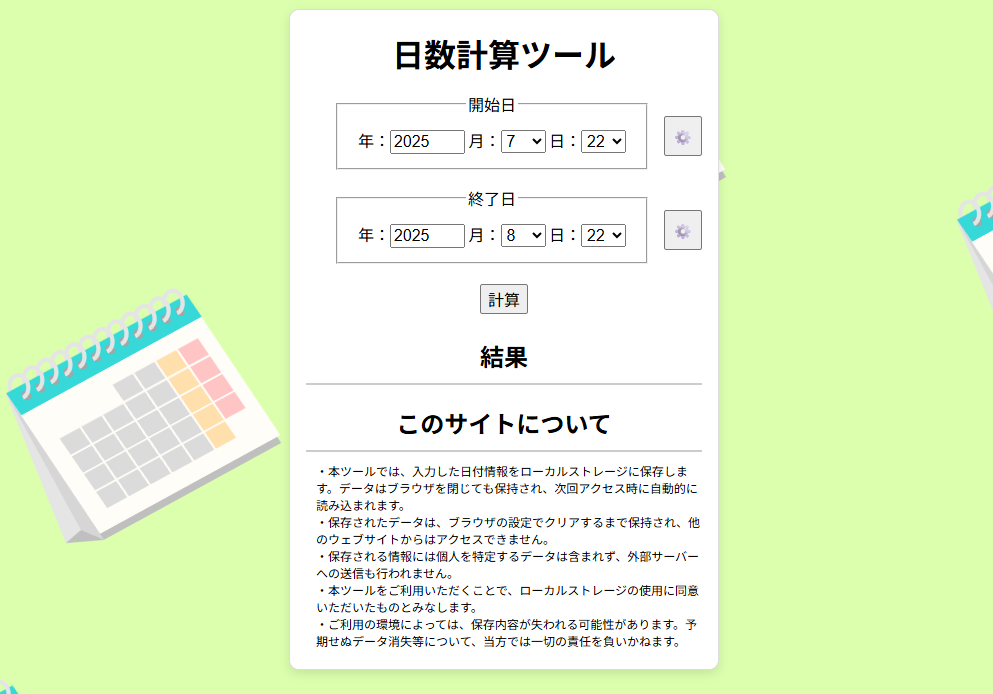 日数計算ツール
開始日
年：2025 月：7 日：22
終了日
年：2025 月：8 日：22
計算
結果
このサイトについて
・本ツールでは、入力した日付情報をローカルストレージに保存しま
す。データはブラウザを閉じても保持され、次回アクセス時に自動的に
読み込まれます。
・保存されたデータは、ブラウザの設定でクリアするまで保持され、他
のウェブサイトからはアクセスできません。
・保存される情報には個人を特定するデータは含まれず、外部サーバー
への送信も行われません。
・本ツールをご利用いただくことで、ローカルストレージの使用に同意
いただいたものとみなします。
・ご利用の環境によっては、保存内容が失われる可能性があります。予
期せぬデータ消失等について、当方では一切の責任を負いかねます。